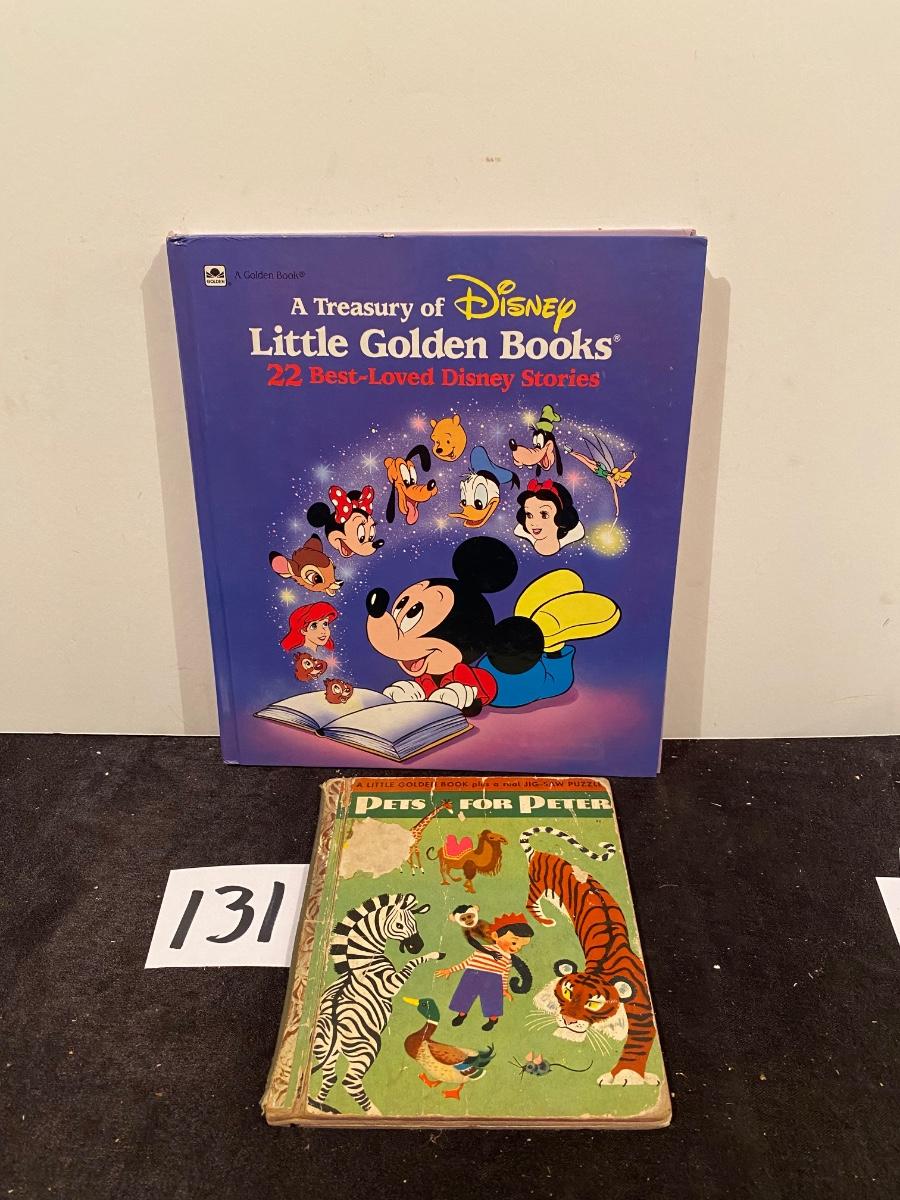 GOLDEN
A Golden Book®
A Treasury of Disney
Little Golden Books®
22 Best-Loved Disney Stories
A LITTLE GOLDEN BOOK plus a real JIG-SAW PUZZLE
PETS FOR PETER
131